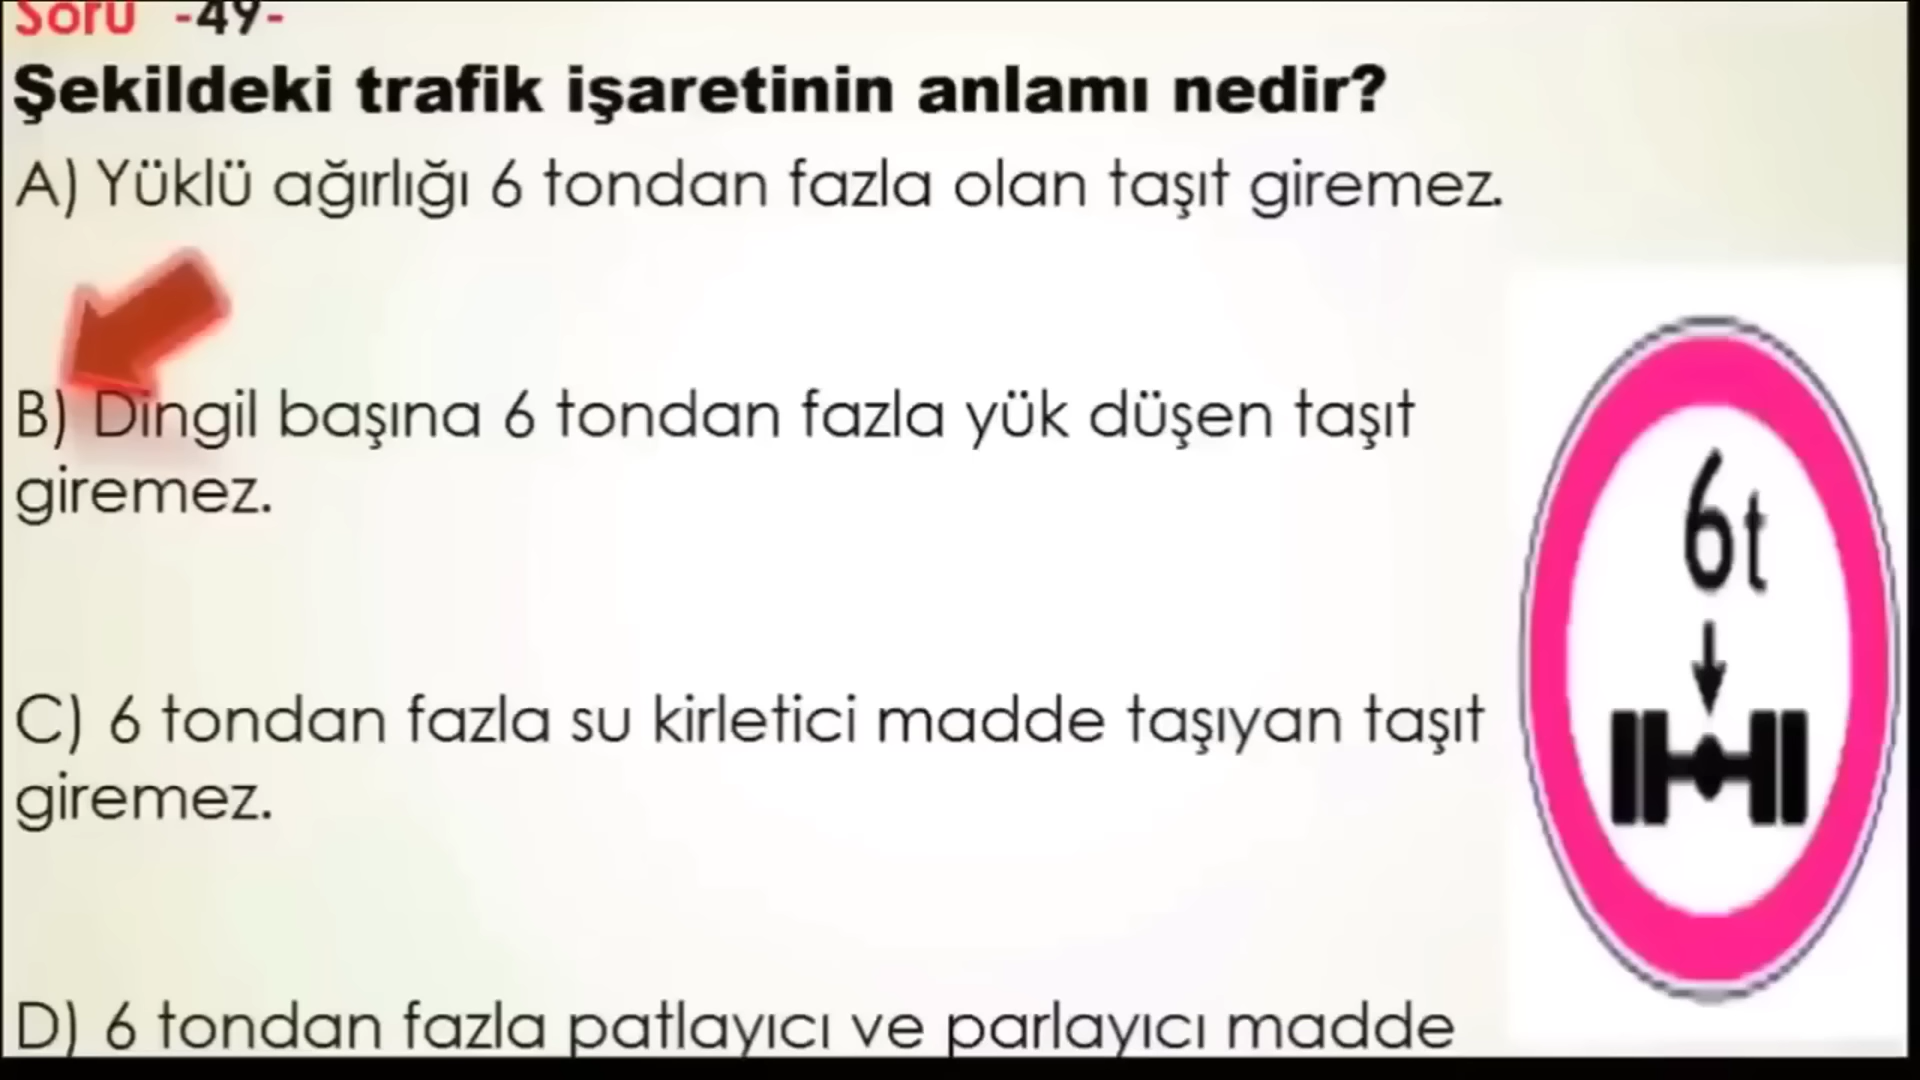 Soru -49-
Şekildeki trafik işaretinin anlamı nedir?
A) Yüklü ağırlığı 6 tondan fazla olan taşıt giremez.
B) Dingil başına 6 tondan fazla yük düşen taşıt
giremez.
6t
C) 6 tondan fazla su kirletici madde taşıyan taşıt
giremez.
D) 6 tondan fazla patlayıcı ve parlayıcı madde